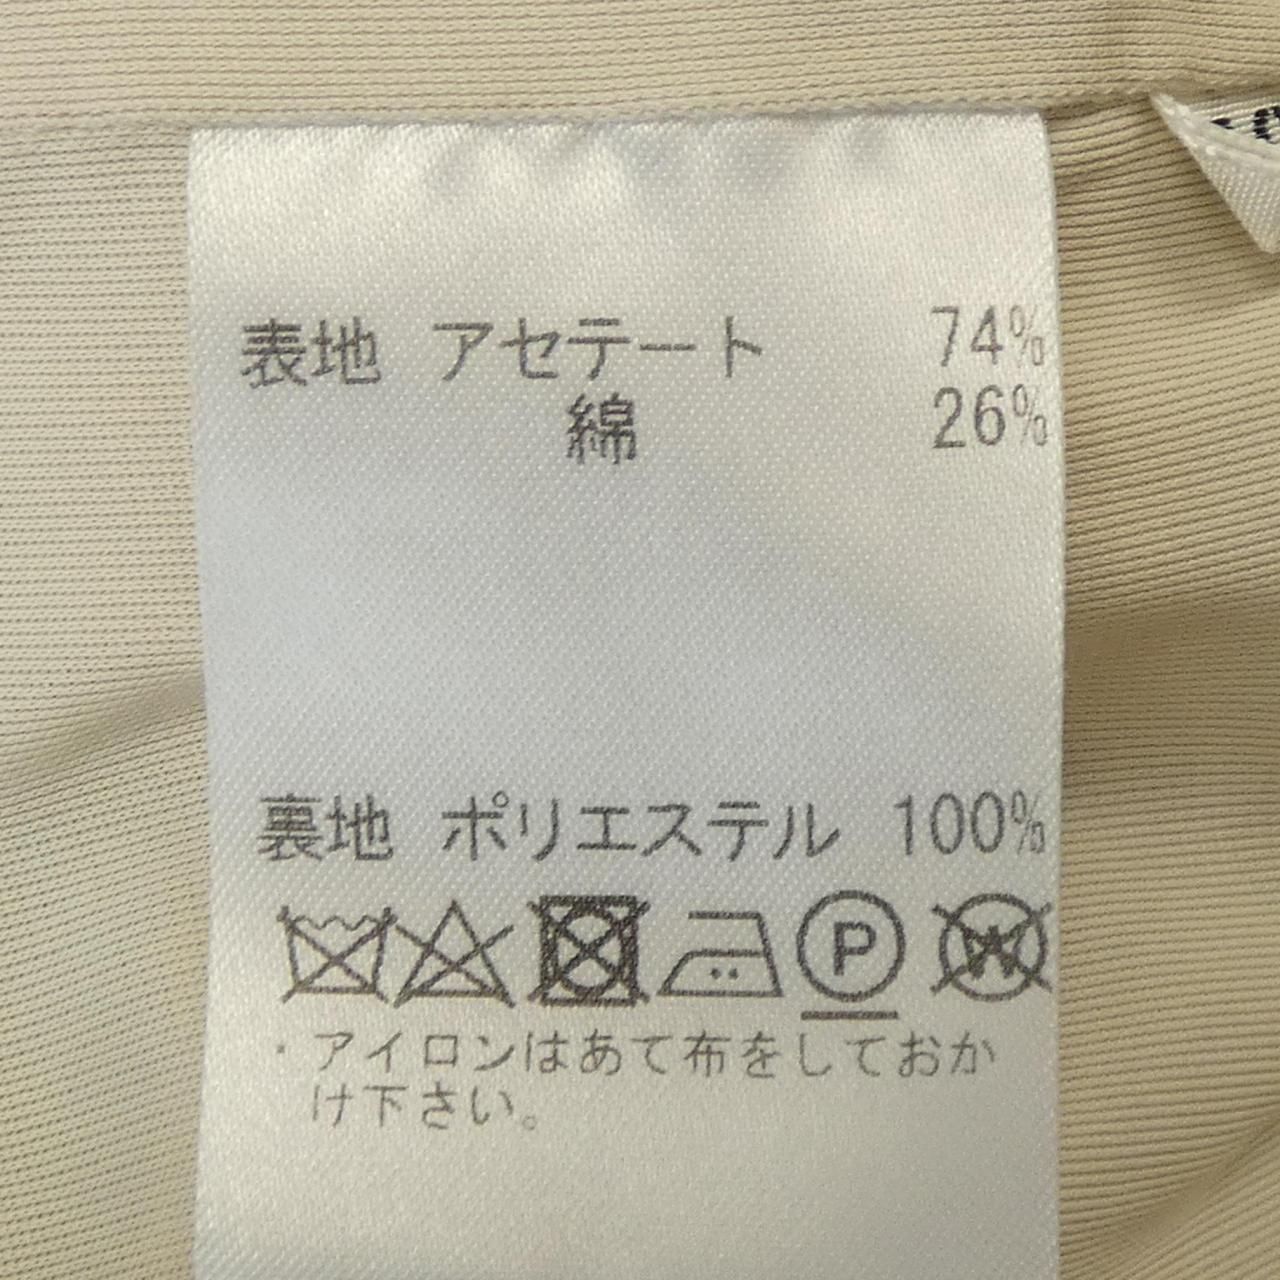 表地 アセテート 74%
綿 26%
裏地 ポリエステル 100%
P W
・アイロンはあて布をしておか
け下さい。